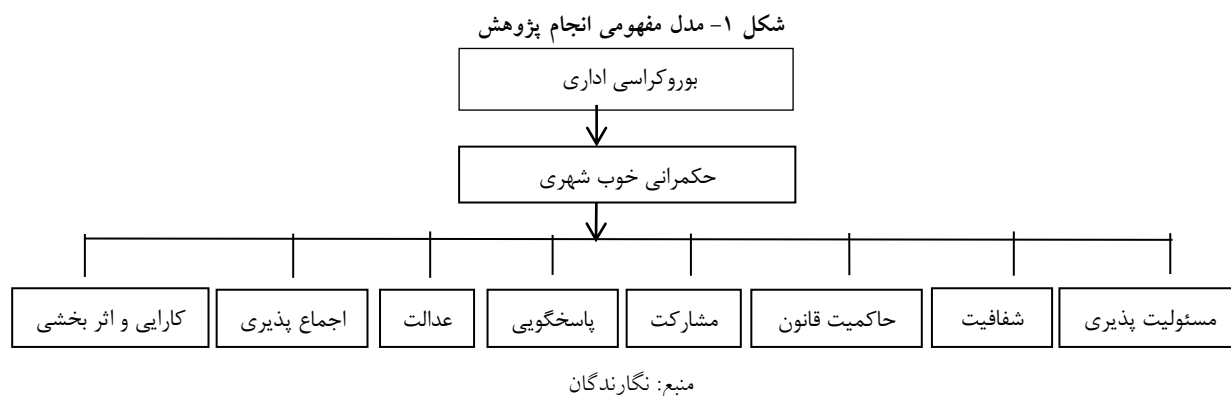 شکل ۱- مدل مفهومی انجام پژوهش
بوروکراسی اداری
حکمرانی خوب شهری
مسئولیت پذیری
شفافیت
حاکمیت قانون
مشارکت
پاسخگویی
عدالت
اجماع پذیری
کارایی و اثر بخشی
منبع: نگارندگان